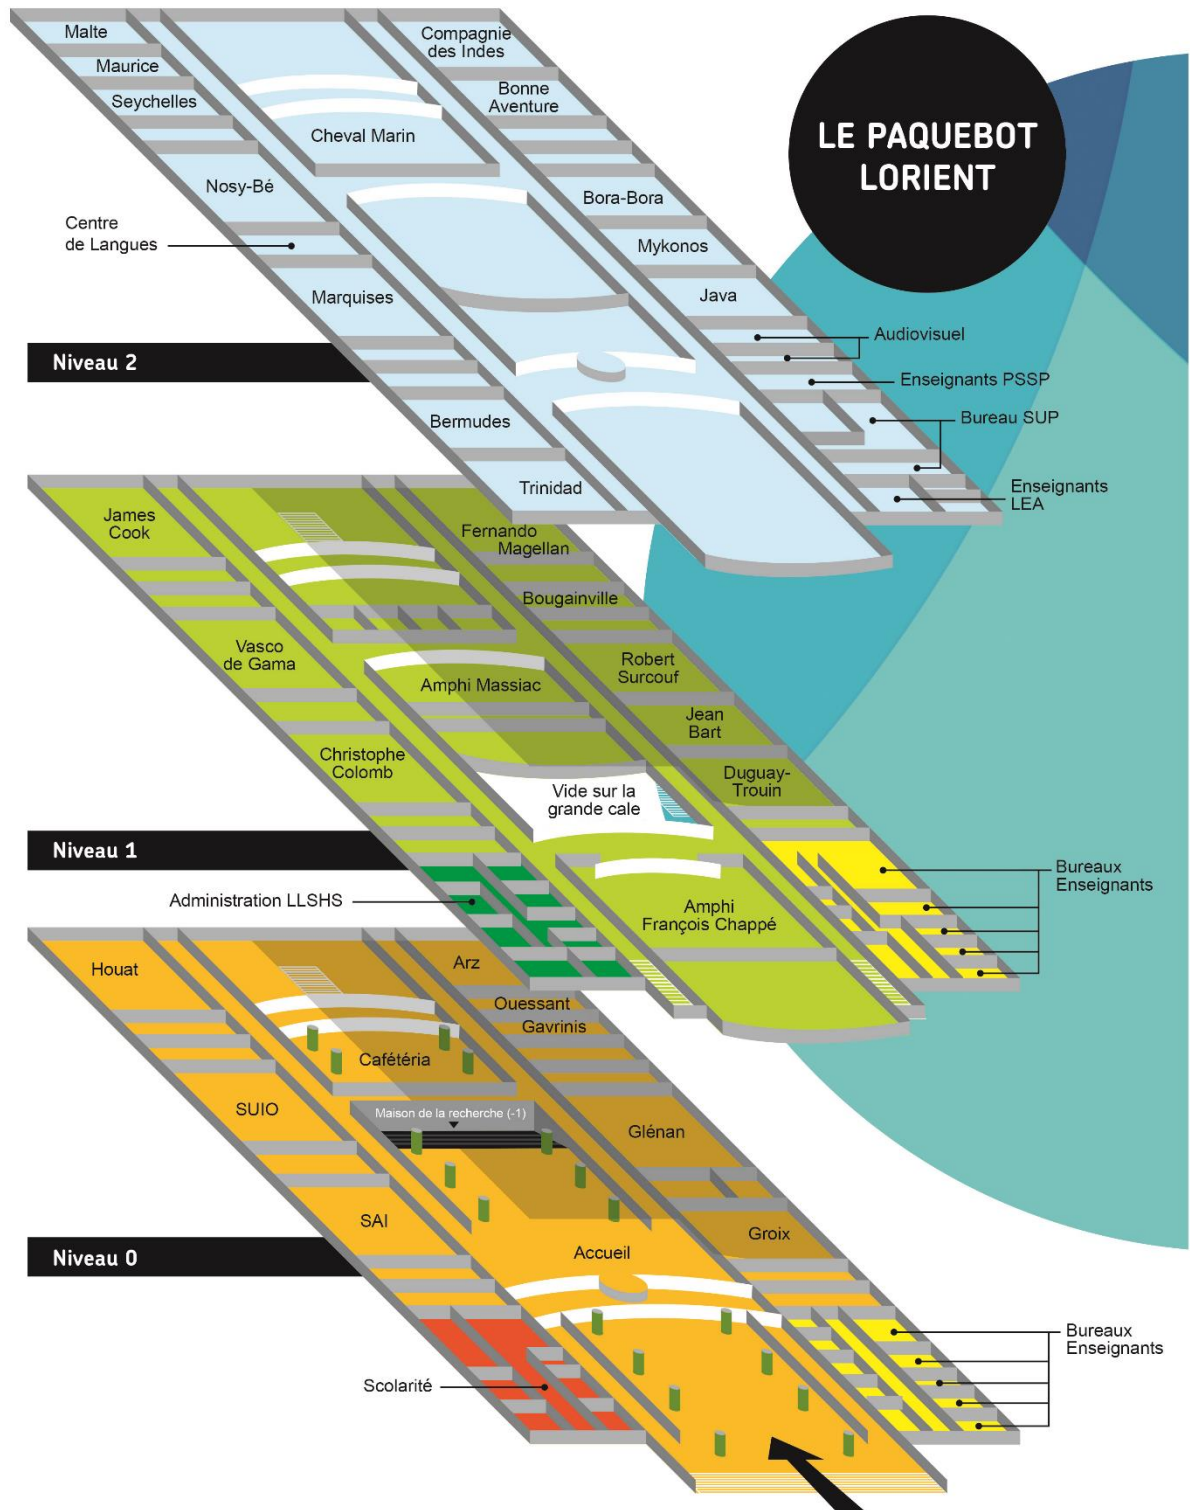 LE PAQUEBOT
LORIENT
Malte
Maurice
Seychelles
Nosy-Bé
Centre
de Langues
Marquises
Bermudes
Trinidad
Cheval Marin
Compagnie
des Indes
Bonne
Aventure
Bora-Bora
Mykonos
Java
Audiovisuel
Enseignants PSSP
Bureau SUP
Enseignants
LEA
Niveau 2
James
Cook
Vasco
de Gama
Christophe
Colomb
Administration LLSHS
Amphi Massiac
Vide sur la
grande cale
Amphi
François Chappé
Fernando
Magellan
Bougainville
Robert
Surcouf
Jean
Bart
Duguay-
Trouin
Bureaux
Enseignants
Niveau 1
Houat
SUIO
SAI
Scolarité
Cafétéria
Maison de la recherche (-1)
Accueil
Arz
Ouessant
Gavrinis
Glénan
Groix
Bureaux
Enseignants
Niveau 0